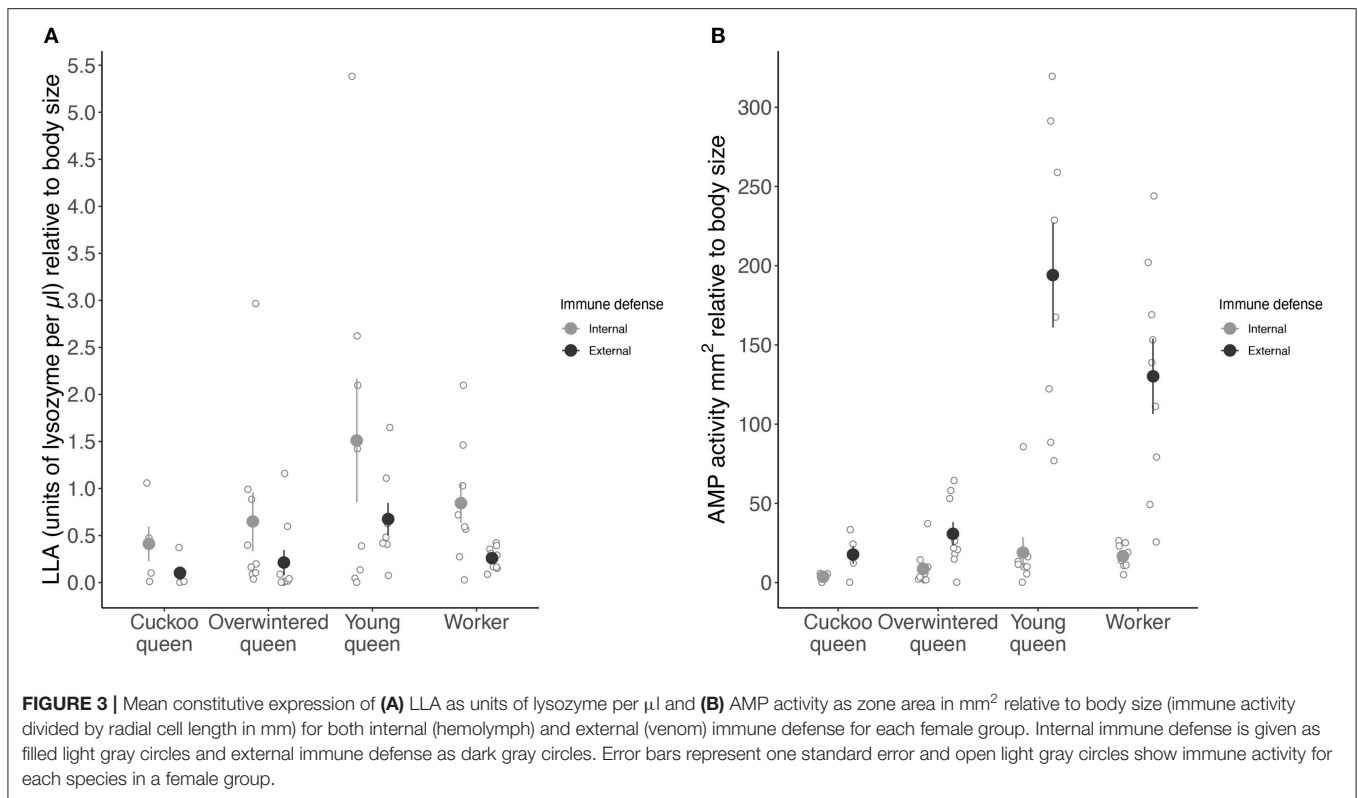 A
LLA (units of lysozyme per µl) relative to body size
5.5
5.0
4.5
4.0
3.5
3.0
2.5
2.0
1.5
1.0
0.5
0.0
Cuckoo queen
Overwintered queen
Young queen
Worker
Immune defense
Internal
External
B
AMP activity mm² relative to body size
300
250
200
150
100
50
0
Cuckoo queen
Overwintered queen
Young queen
Worker
Immune defense
Internal
External
FIGURE 3 | Mean constitutive expression of (A) LLA as units of lysozyme per µl and (B) AMP activity as zone area in mm² relative to body size (immune activity
divided by radial cell length in mm) for both internal (hemolymph) and external (venom) immune defense for each female group. Internal immune defense is given as
filled light gray circles and external immune defense as dark gray circles. Error bars represent one standard error and open light gray circles show immune activity for
each species in a female group.